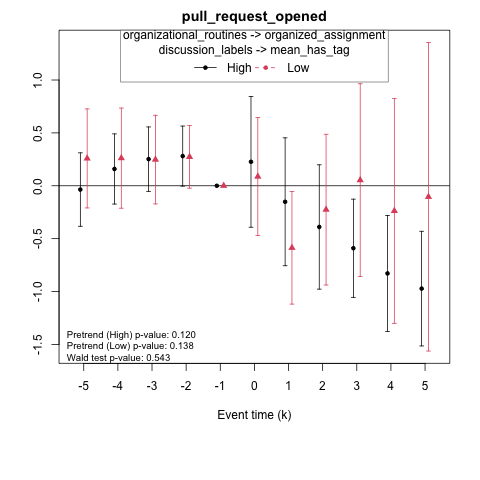 pull_request_opened
organizational_routines -> organized_assignment
discussion_labels -> mean_has_tag
High Low
1.0
0.5
0.0
-0.5
-1.0
-1.5
Pretrend (High) p-value: 0.120
Pretrend (Low) p-value: 0.138
Wald test p-value: 0.543
-5 -4 -3 -2 -1 0 1 2 3 4 5
Event time (k)